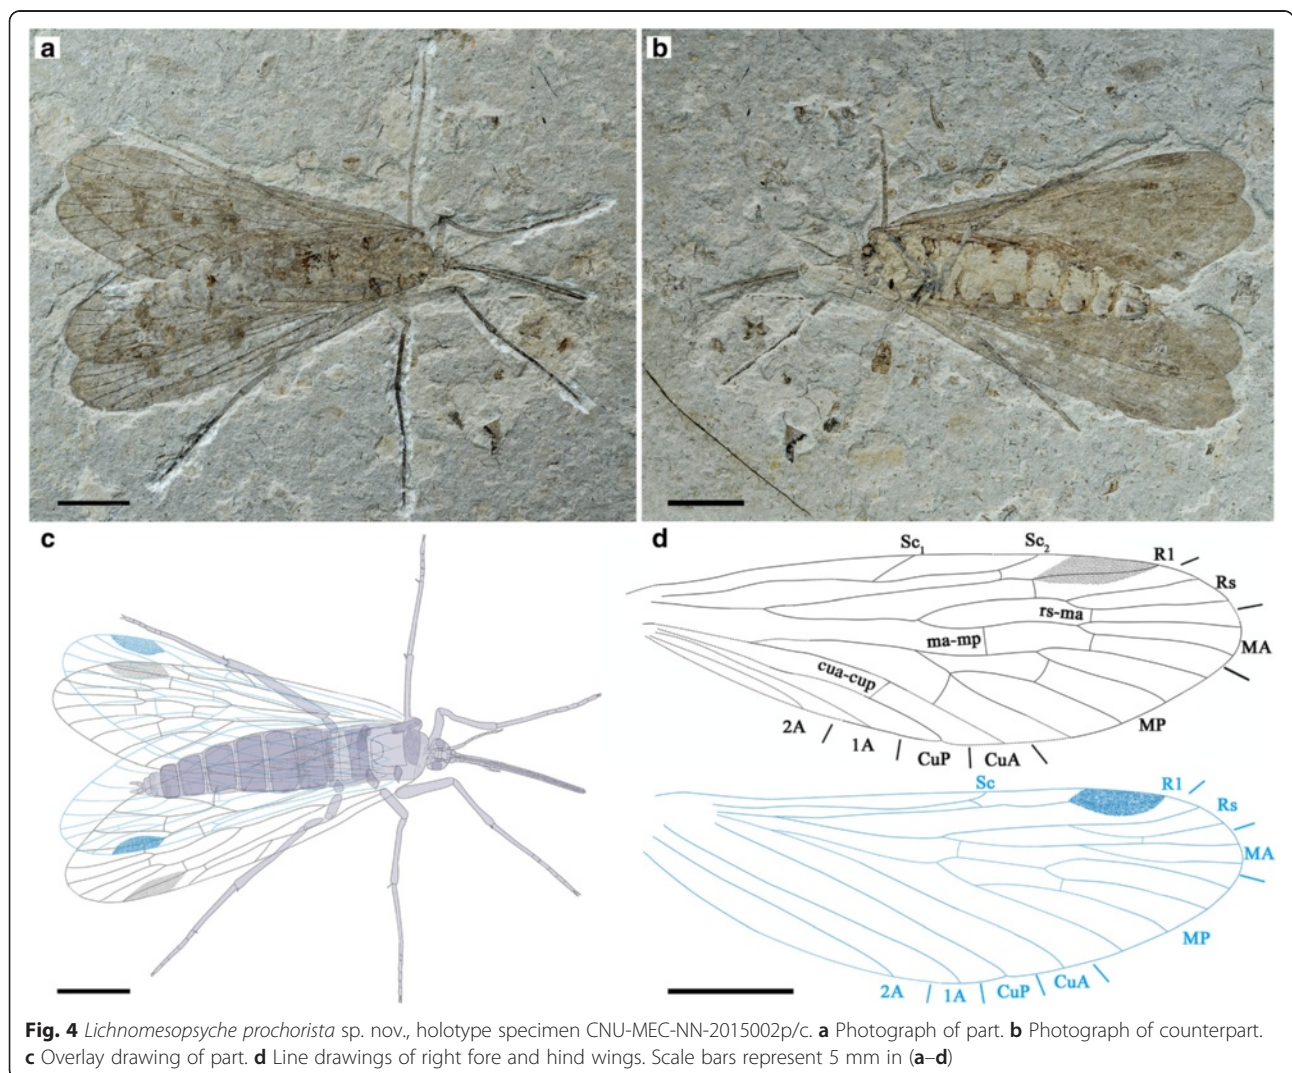 a
b
c
d
Sc1
Sc2
R1
Rs
rs-ma
ma-mp
MA
cua-cup
MP
2A
1A
CuP
CuA
Sc
R1
Rs
MA
MP
2A
1A
CuP
CuA
Fig. 4 Lichnomesopsyche prochorista sp. nov., holotype specimen CNU-MEC-NN-2015002p/c. a Photograph of part. b Photograph of counterpart.
c Overlay drawing of part. d Line drawings of right fore and hind wings. Scale bars represent 5 mm in (a–d)